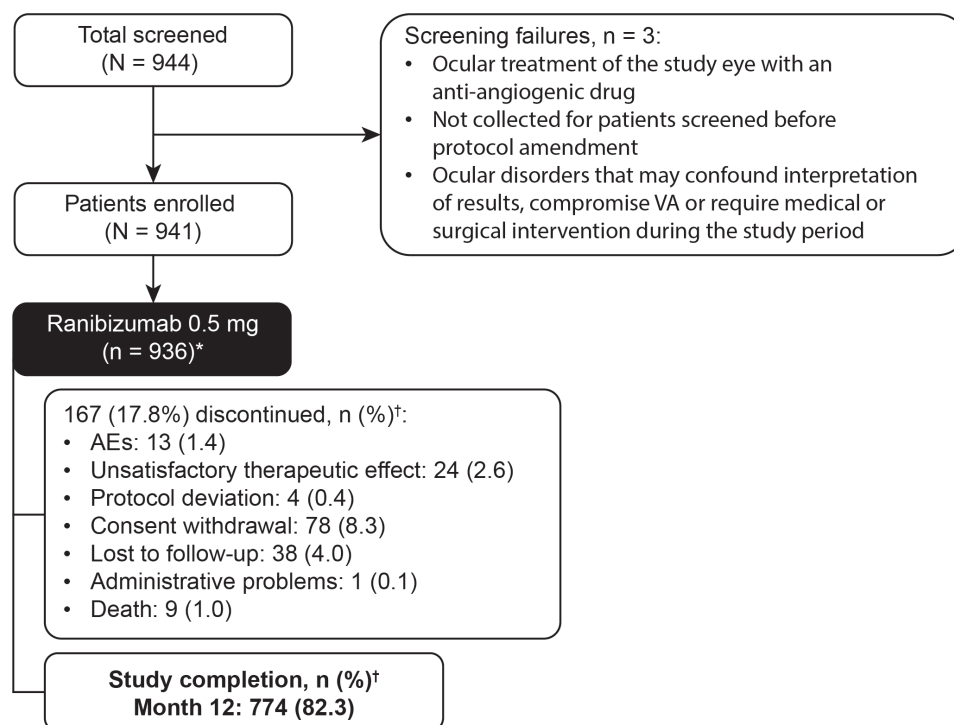 Total screened
(N = 944)
Screening failures, n = 3:
• Ocular treatment of the study eye with an
anti-angiogenic drug
• Not collected for patients screened before
protocol amendment
• Ocular disorders that may confound interpretation
of results, compromise VA or require medical or
surgical intervention during the study period
Patients enrolled
(N = 941)
Ranibizumab 0.5 mg
(n = 936)*
167 (17.8%) discontinued, n (%)†:
• AEs: 13 (1.4)
• Unsatisfactory therapeutic effect: 24 (2.6)
• Protocol deviation: 4 (0.4)
• Consent withdrawal: 78 (8.3)
• Lost to follow-up: 38 (4.0)
• Administrative problems: 1 (0.1)
• Death: 9 (1.0)
Study completion, n (%)†
Month 12: 774 (82.3)